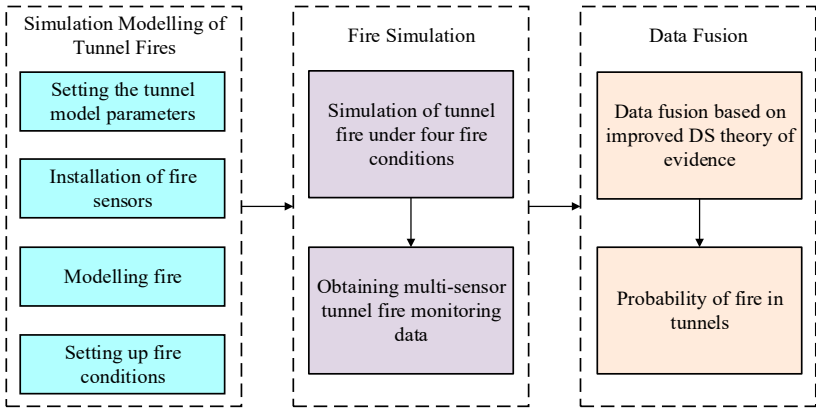 Simulation Modelling of
Tunnel Fires
Setting the tunnel
model parameters
Installation of fire
sensors
Modelling fire
Setting up fire
conditions
Fire Simulation
Simulation of tunnel
fire under four fire
conditions
Obtaining multi-sensor
tunnel fire monitoring
data
Data Fusion
Data fusion based on
improved DS theory of
evidence
Probability of fire in
tunnels